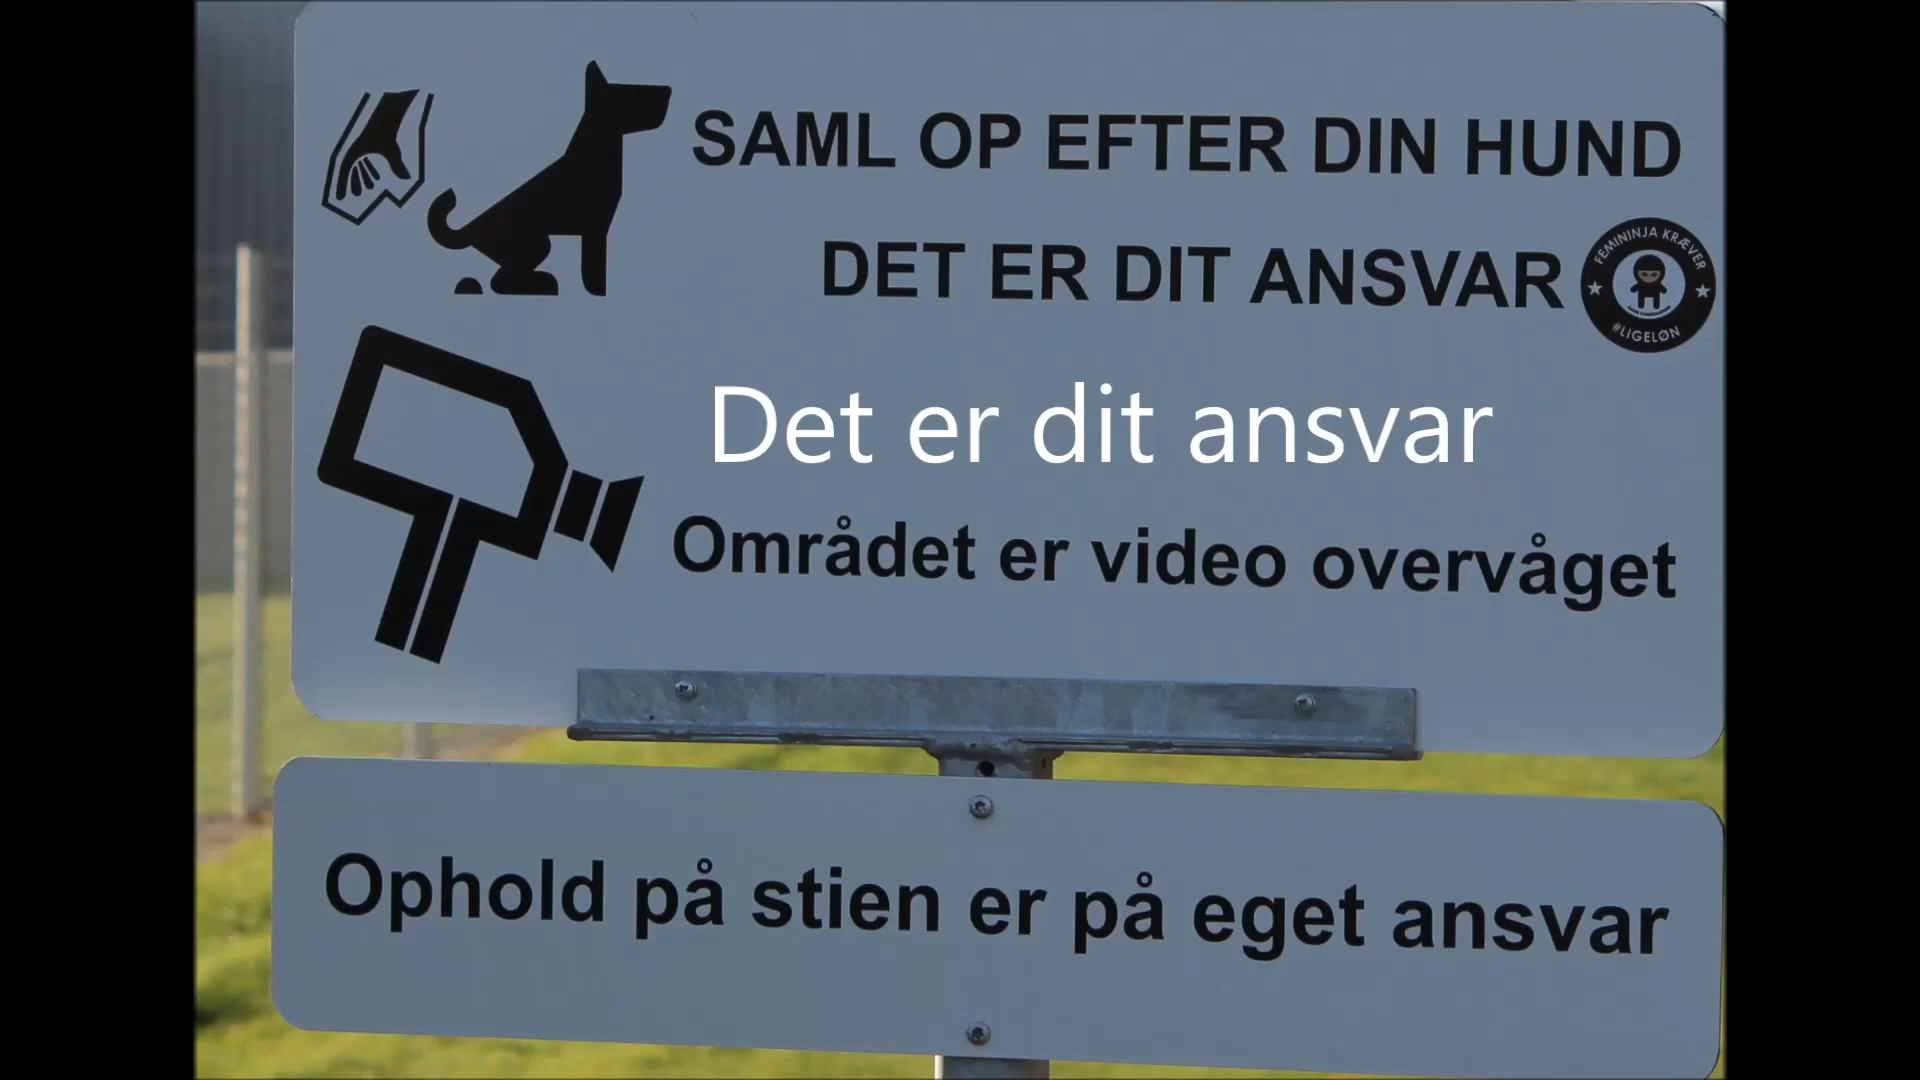 SAML OP EFTER DIN HUND
DET ER DIT ANSVAR
FEMININJA KRÆVER
#LIGELØN
Det er dit ansvar
Området er video overvåget
Ophold på stien er på eget ansvar